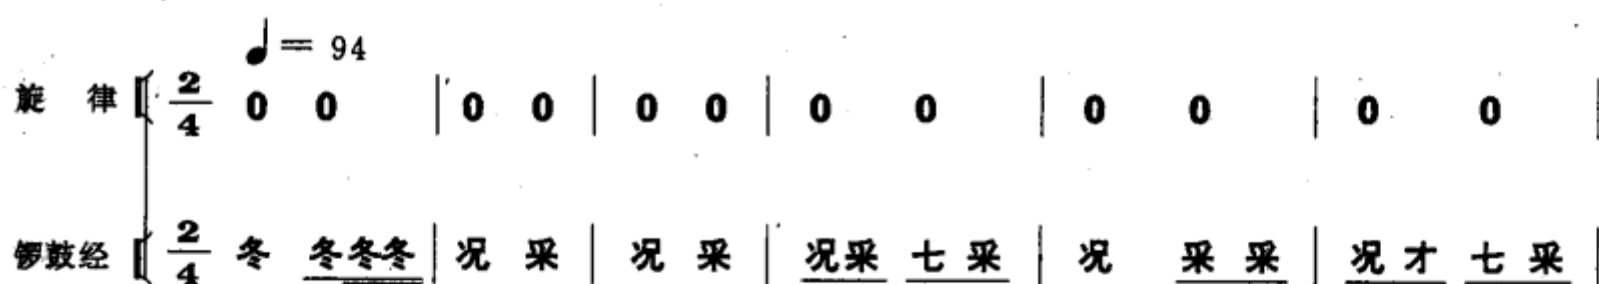 ♩= 94
旋 律 2/4 0 0 | 0 0 | 0 0 | 0 0 | 0 0 | 0 0 |
锣鼓经 2/4 冬 冬冬冬 | 况 采 | 况 采 | 况采 七采 | 况 采采 | 况才 七采 |